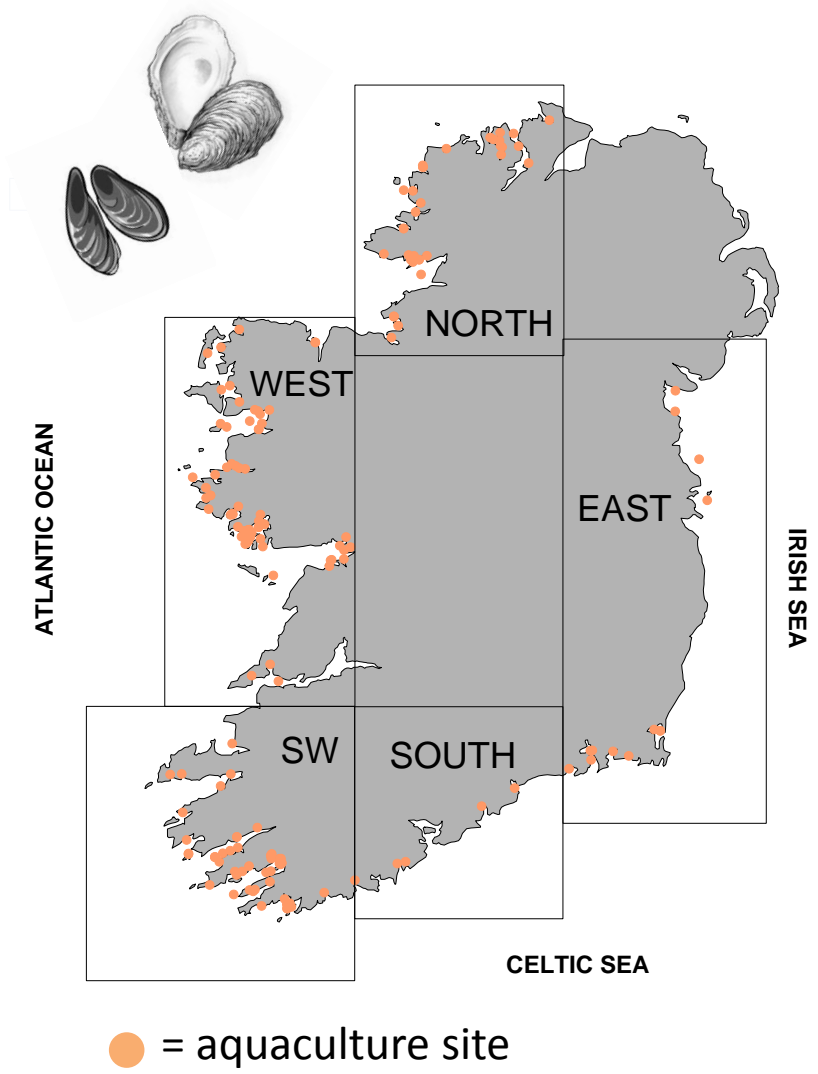 NORTH
WEST
ATLANTIC OCEAN
EAST
IRISH SEA
SW
SOUTH
CELTIC SEA
= aquaculture site